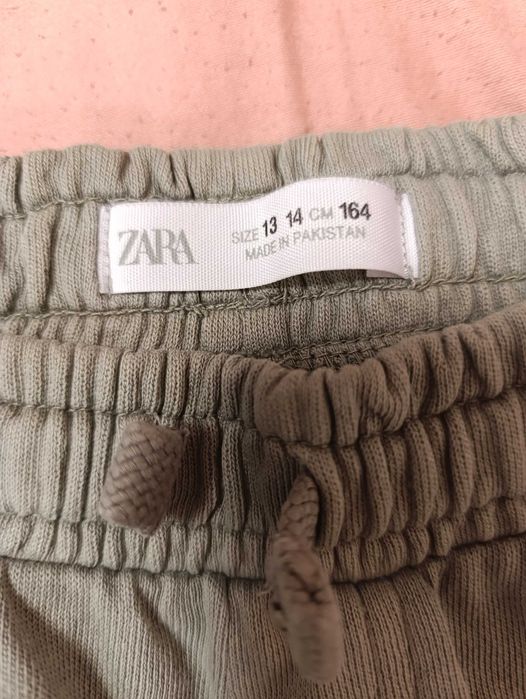 ZARA
SIZE 13 14 CM 164
MADE IN PAKISTAN